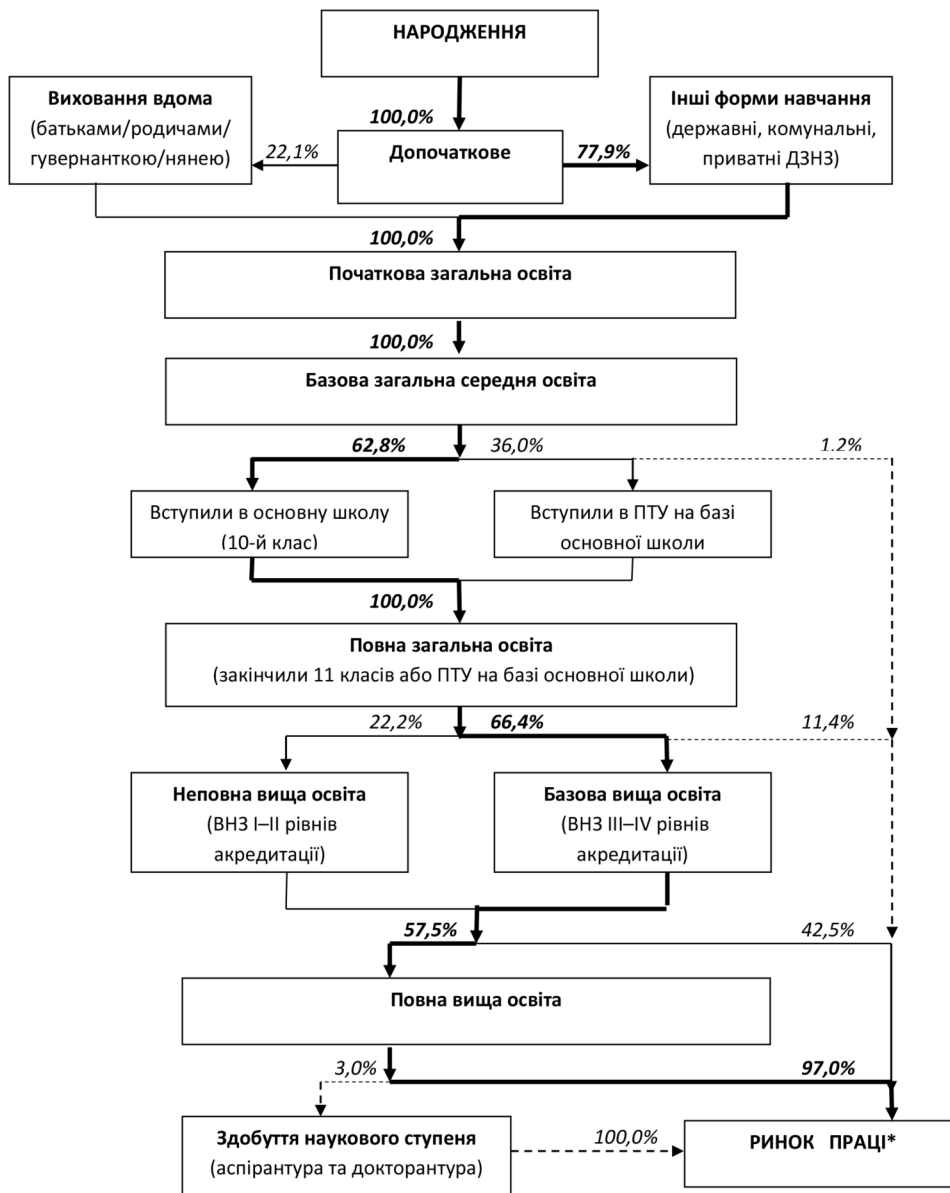 НАРОДЖЕННЯ
Виховання вдома
(батьками/родичами/
гувернанткою/нянею)
100,0%
Інші форми навчання
(державні, комунальні,
приватні ДЗНЗ)
22,1%
Допочаткове
77,9%
100,0%
Початкова загальна освіта
100,0%
Базова загальна середня освіта
62,8%
36,0%
1,2%
Вступили в основну школу
(10-й клас)
Вступили в ПТУ на базі
основної школи
100,0%
Повна загальна освіта
(закінчили 11 класів або ПТУ на базі основної школи)
22,2%
66,4%
11,4%
Неповна вища освіта
(ВНЗ І–ІІ рівнів
акредитації)
Базова вища освіта
(ВНЗ ІІІ–ІV рівнів
акредитації)
57,5%
42,5%
Повна вища освіта
3,0%
97,0%
Здобуття наукового ступеня
(аспірантура та докторантура)
100,0%
РИНОК ПРАЦІ*